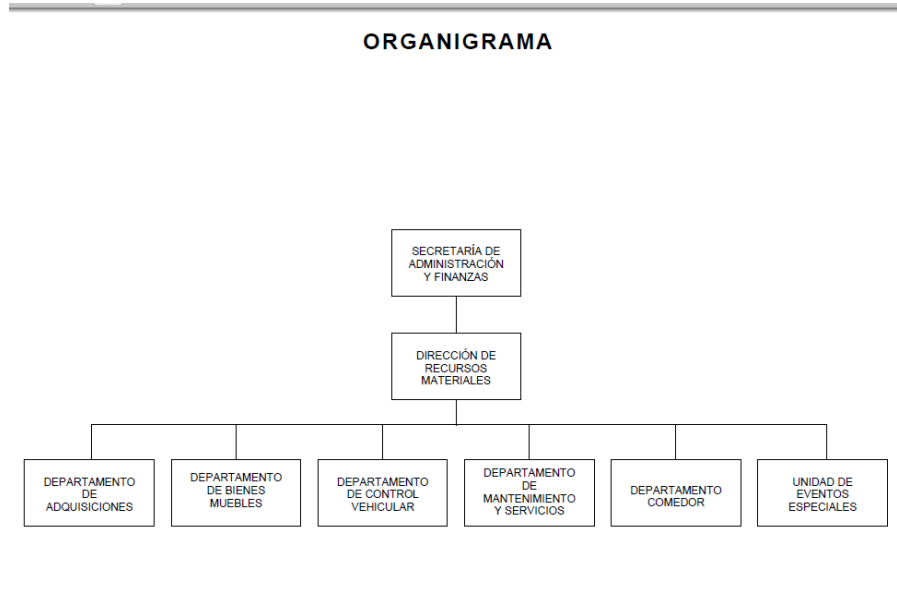 ORGANIGRAMA
SECRETARÍA DE
ADMINISTRACIÓN
Y FINANZAS
DIRECCIÓN DE
RECURSOS
MATERIALES
DEPARTAMENTO
DE
ADQUISICIONES
DEPARTAMENTO
DE BIENES
MUEBLES
DEPARTAMENTO
DE CONTROL
VEHICULAR
DEPARTAMENTO
DE
MANTENIMIENTO
Y SERVICIOS
DEPARTAMENTO
COMEDOR
UNIDAD DE
EVENTOS
ESPECIALES